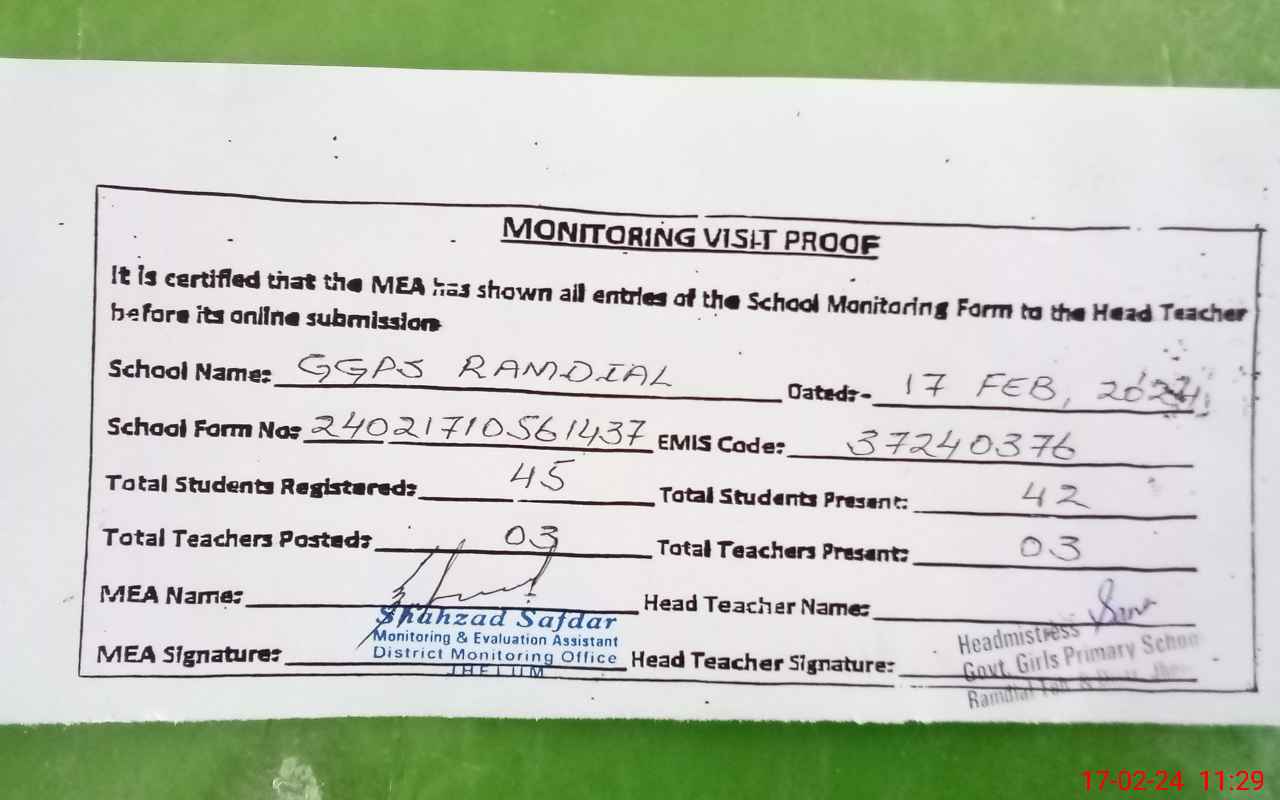 MONITORING VISIT PROOF
It is certified that the MEA has shown all entries of the School Monitoring Form to the Head Teacher
before its online submission
School Name: GGPS RAMDIAL Dated:- 17 FEB, 2024
School Form No: 24021710561437 EMIS Code: 37240376
Total Students Registered: 45 Total Students Present: 42
Total Teachers Posted: 03 Total Teachers Present: 03
MEA Name: Head Teacher Name:
Shahzad Safdar
Monitoring & Evaluation Assistant
District Monitoring Office
JHELUM
MEA Signature: Head Teacher Signature:
Headmistress
Govt. Girls Primary School
Ramdial
17-02-24 11:29